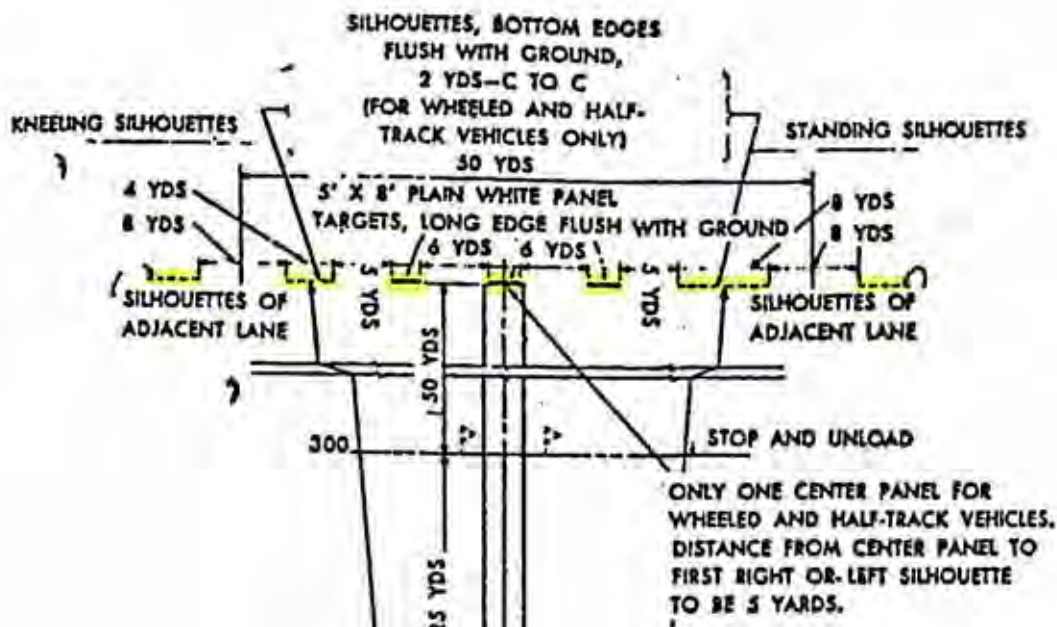 SILHOUETTES, BOTTOM EDGES
FLUSH WITH GROUND,
2 YDS-C TO C
(FOR WHEELED AND HALF-
TRACK VEHICLES ONLY)
KNEELING SILHOUETTES
STANDING SILHOUETTES
50 YDS
4 YDS
8 YDS
5' X 8' PLAIN WHITE PANEL
TARGETS, LONG EDGE FLUSH WITH GROUND
8 YDS
8 YDS
6 YDS
6 YDS
5 YDS
5 YDS
SILHOUETTES OF
ADJACENT LANE
SILHOUETTES OF
ADJACENT LANE
50 YDS
300
STOP AND UNLOAD
ONLY ONE CENTER PANEL FOR
WHEELED AND HALF-TRACK VEHICLES.
DISTANCE FROM CENTER PANEL TO
FIRST RIGHT OR LEFT SILHOUETTE
TO BE 5 YARDS.
YDS